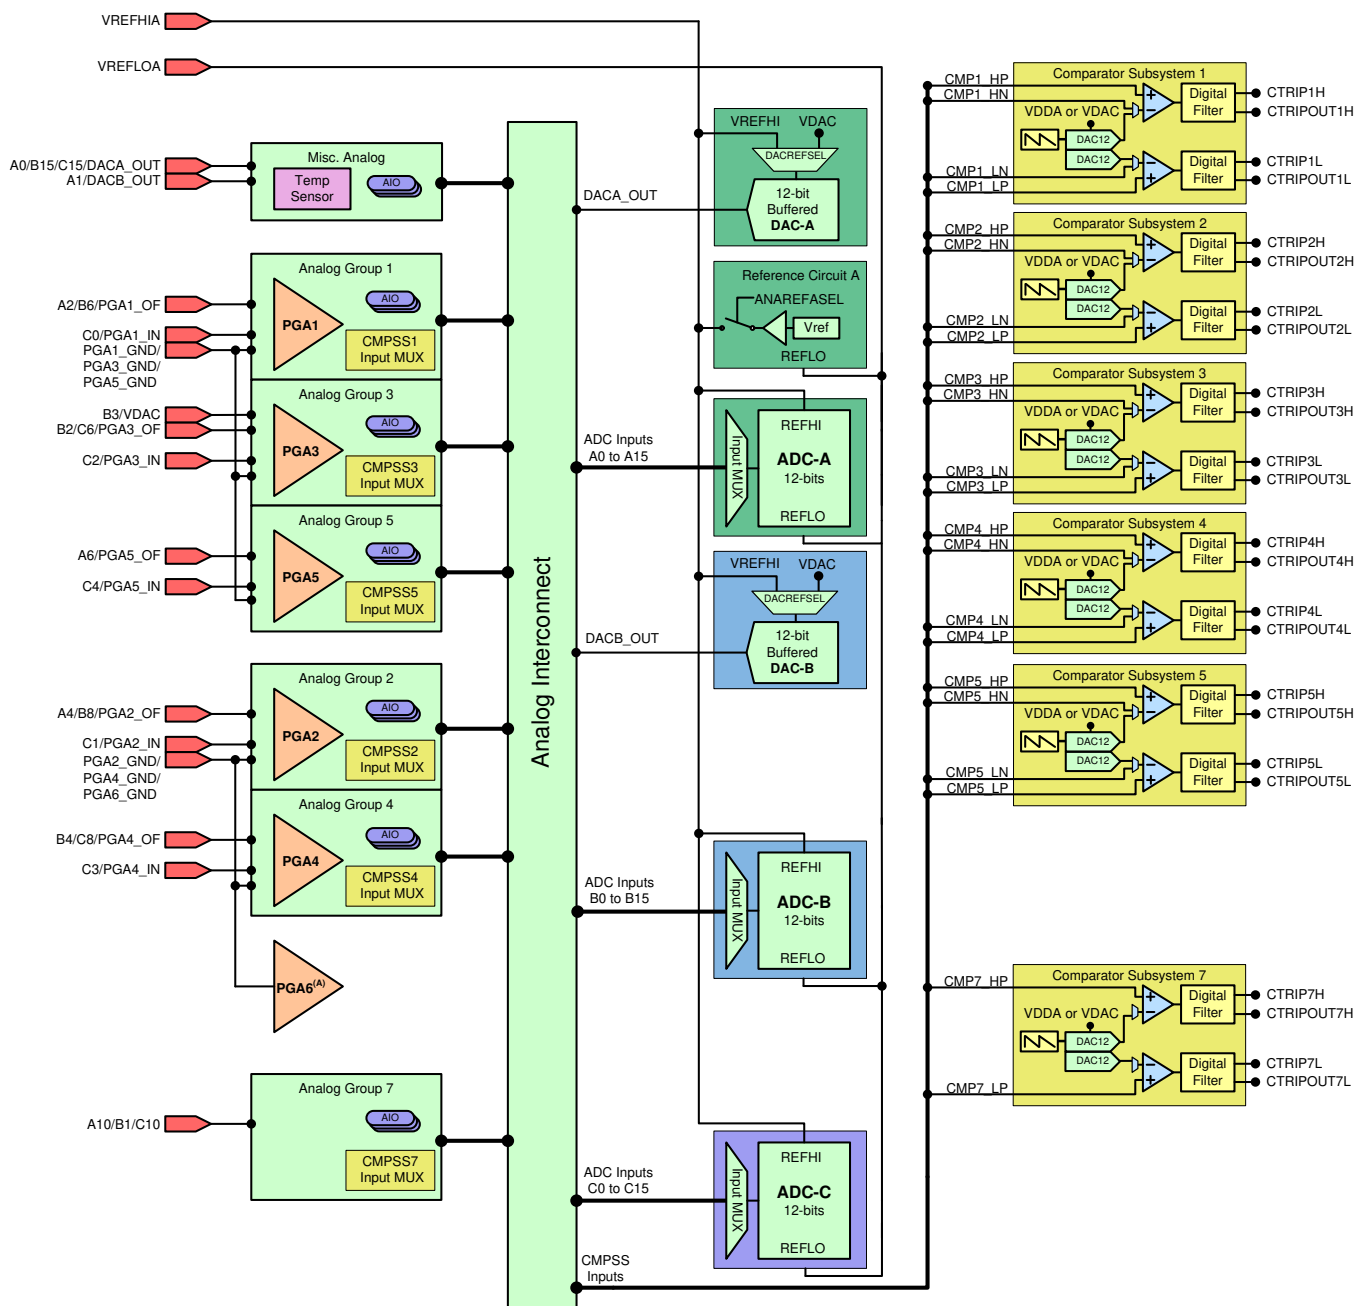 VREFHIA
VREFLOA
A0/B15/C15/DACA_OUT
A1/DACB_OUT
Misc. Analog
Temp
Sensor
AIO
Analog Group 1
A2/B6/PGA1_OF
C0/PGA1_IN
PGA1_GND/
PGA3_GND/
PGA5_GND
PGA1
AIO
CMPSS1
Input MUX
Analog Group 3
B3/VDAC
B2/C6/PGA3_OF
C2/PGA3_IN
PGA3
AIO
CMPSS3
Input MUX
Analog Group 5
A6/PGA5_OF
C4/PGA5_IN
PGA5
AIO
CMPSS5
Input MUX
Analog Group 2
A4/B8/PGA2_OF
C1/PGA2_IN
PGA2_GND/
PGA4_GND/
PGA6_GND
PGA2
AIO
CMPSS2
Input MUX
Analog Group 4
B4/C8/PGA4_OF
C3/PGA4_IN
PGA4
AIO
CMPSS4
Input MUX
PGA6(A)
Analog Group 7
A10/B1/C10
AIO
CMPSS7
Input MUX
Analog Interconnect
VREFHI
VDAC
DACREFSEL
12-bit
Buffered
DAC-A
DACA_OUT
Reference Circuit A
ANAREFASEL
Vref
REFLO
ADC Inputs
A0 to A15
Input MUX
REFHI
ADC-A
12-bits
REFLO
VREFHI
VDAC
DACREFSEL
12-bit
Buffered
DAC-B
DACB_OUT
ADC Inputs
B0 to B15
Input MUX
REFHI
ADC-B
12-bits
REFLO
ADC Inputs
C0 to C15
Input MUX
REFHI
ADC-C
12-bits
REFLO
CMPSS
Inputs
Comparator Subsystem 1
CMP1_HP
CMP1_HN
VDDA or VDAC
DAC12
DAC12
CMP1_LN
CMP1_LP
Digital
Filter
Digital
Filter
CTRIP1H
CTRIPOUT1H
CTRIP1L
CTRIPOUT1L
Comparator Subsystem 2
CMP2_HP
CMP2_HN
VDDA or VDAC
DAC12
DAC12
CMP2_LN
CMP2_LP
Digital
Filter
Digital
Filter
CTRIP2H
CTRIPOUT2H
CTRIP2L
CTRIPOUT2L
Comparator Subsystem 3
CMP3_HP
CMP3_HN
VDDA or VDAC
DAC12
DAC12
CMP3_LN
CMP3_LP
Digital
Filter
Digital
Filter
CTRIP3H
CTRIPOUT3H
CTRIP3L
CTRIPOUT3L
Comparator Subsystem 4
CMP4_HP
CMP4_HN
VDDA or VDAC
DAC12
DAC12
CMP4_LN
CMP4_LP
Digital
Filter
Digital
Filter
CTRIP4H
CTRIPOUT4H
CTRIP4L
CTRIPOUT4L
Comparator Subsystem 5
CMP5_HP
CMP5_HN
VDDA or VDAC
DAC12
DAC12
CMP5_LN
CMP5_LP
Digital
Filter
Digital
Filter
CTRIP5H
CTRIPOUT5H
CTRIP5L
CTRIPOUT5L
Comparator Subsystem 7
CMP7_HP
VDDA or VDAC
DAC12
DAC12
CMP7_LP
Digital
Filter
Digital
Filter
CTRIP7H
CTRIPOUT7H
CTRIP7L
CTRIPOUT7L